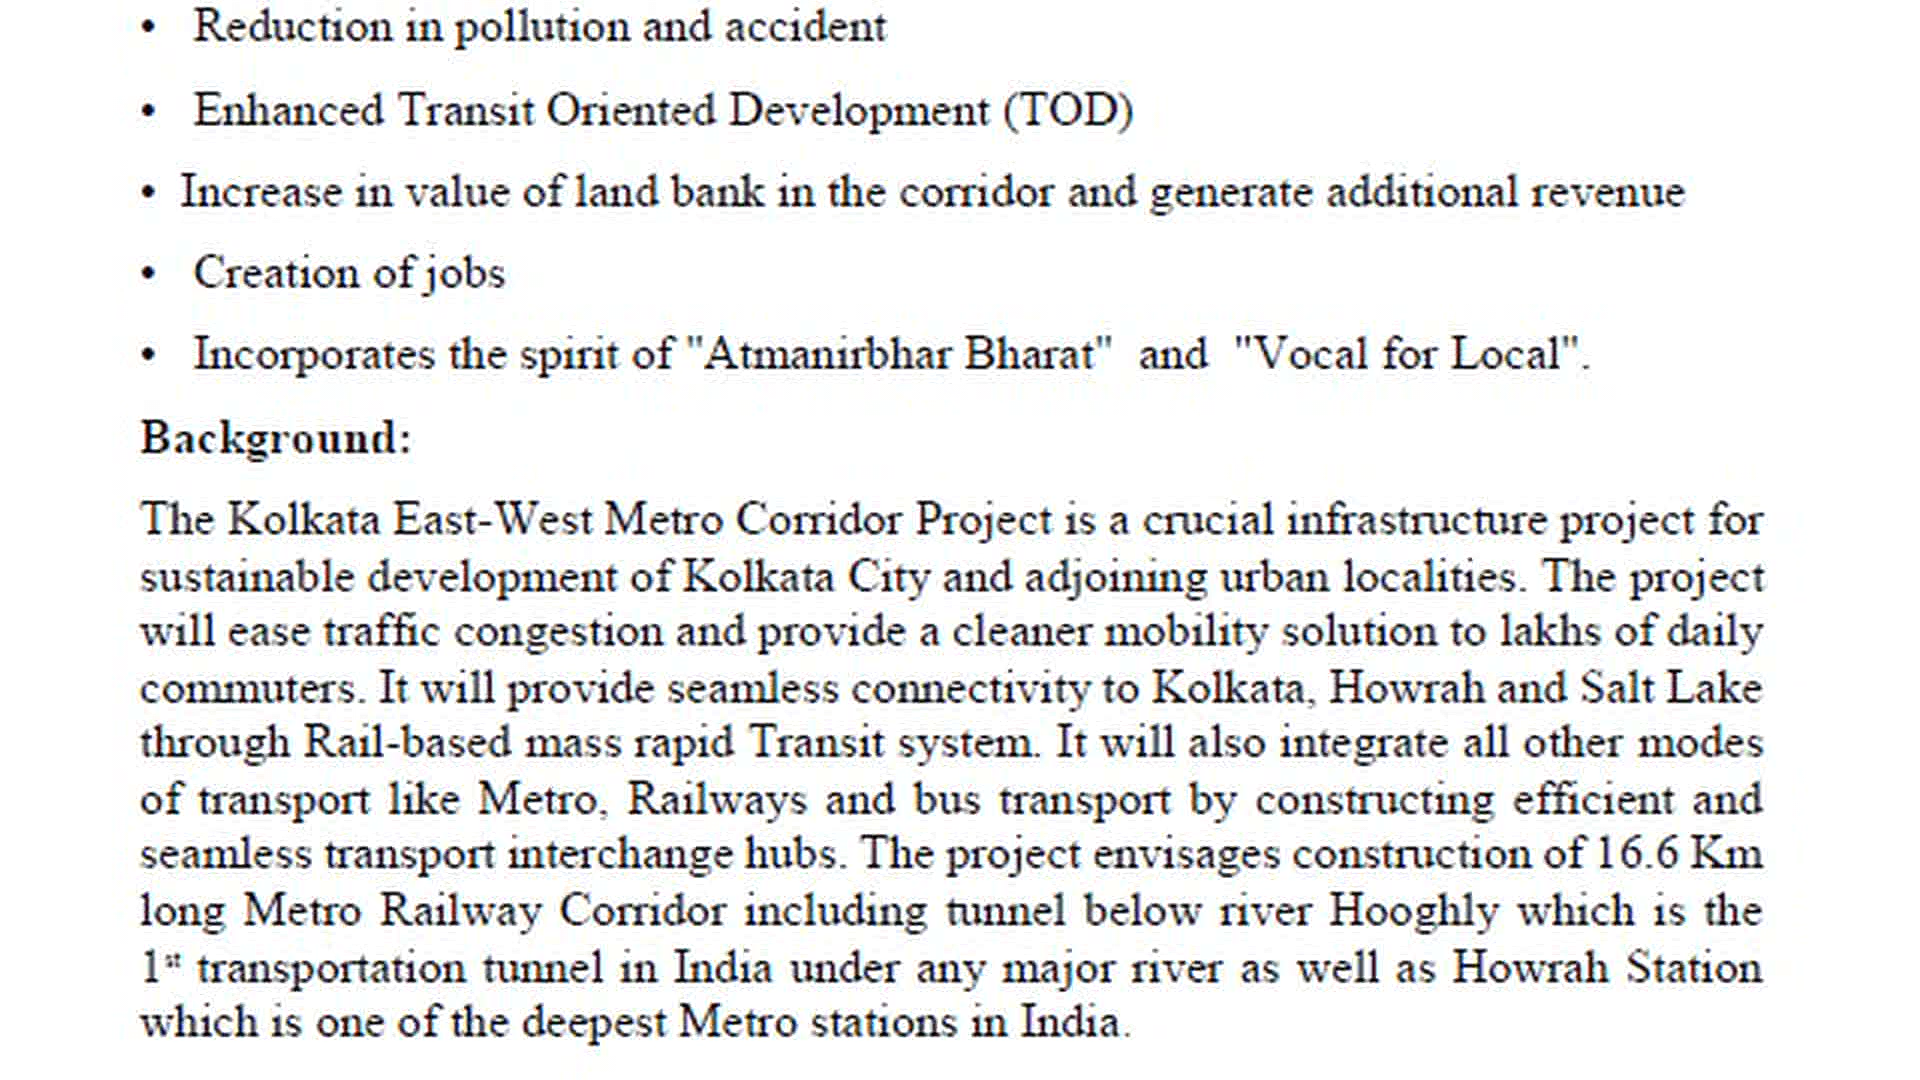 • Reduction in pollution and accident
• Enhanced Transit Oriented Development (TOD)
• Increase in value of land bank in the corridor and generate additional revenue
• Creation of jobs
• Incorporates the spirit of "Atmanirbhar Bharat" and "Vocal for Local".
Background:
The Kolkata East-West Metro Corridor Project is a crucial infrastructure project for
sustainable development of Kolkata City and adjoining urban localities. The project
will ease traffic congestion and provide a cleaner mobility solution to lakhs of daily
commuters. It will provide seamless connectivity to Kolkata, Howrah and Salt Lake
through Rail-based mass rapid Transit system. It will also integrate all other modes
of transport like Metro, Railways and bus transport by constructing efficient and
seamless transport interchange hubs. The project envisages construction of 16.6 Km
long Metro Railway Corridor including tunnel below river Hooghly which is the
1st transportation tunnel in India under any major river as well as Howrah Station
which is one of the deepest Metro stations in India.